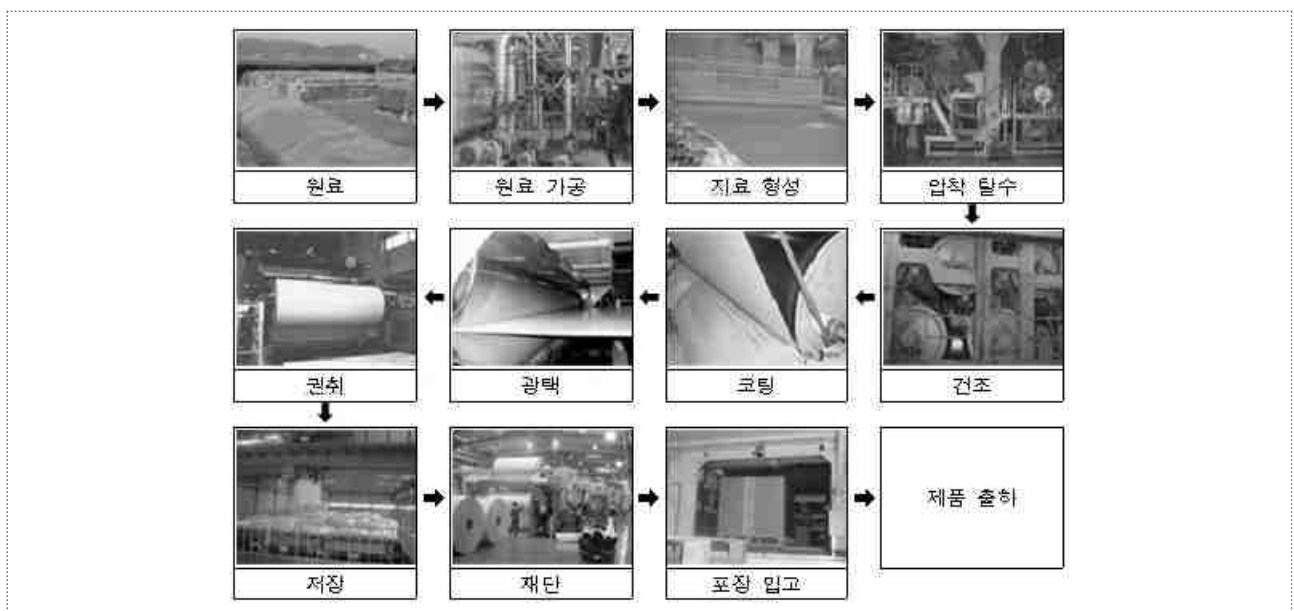 원료
원료 가공
지료 형성
압착 탈수
건조
코팅
광택
권취
저장
재단
포장 입고
제품 출하